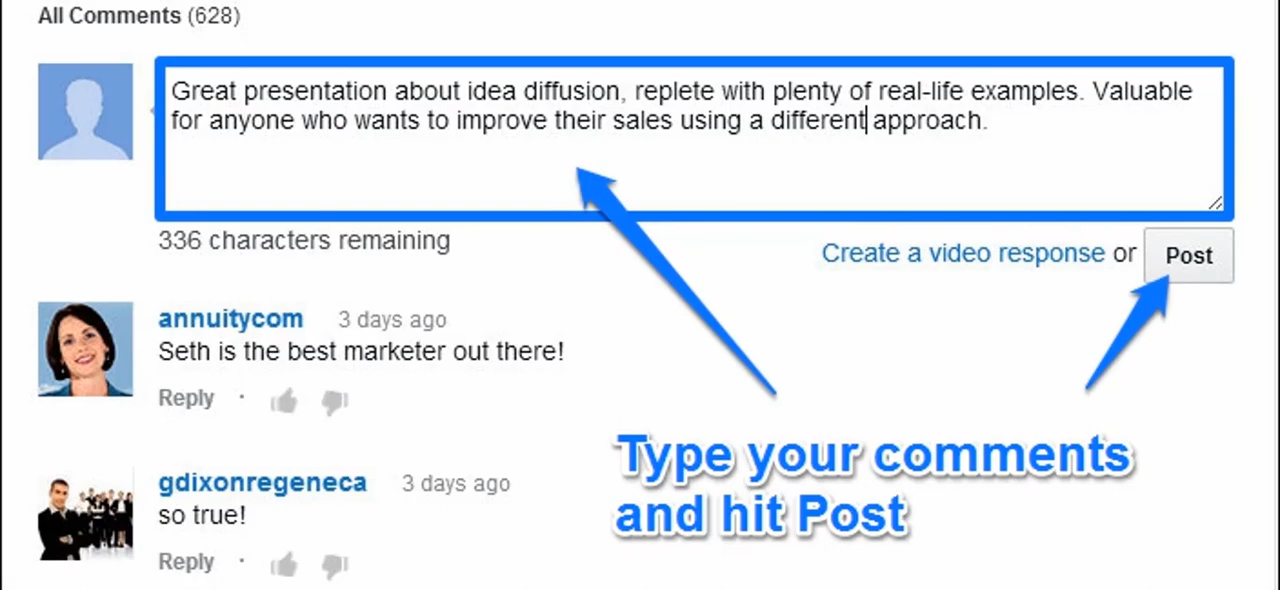 All Comments (628)
Great presentation about idea diffusion, replete with plenty of real-life examples. Valuable
for anyone who wants to improve their sales using a different approach.
336 characters remaining
Create a video response or Post
annuitycom 3 days ago
Seth is the best marketer out there!
Reply ·
Type your comments
and hit Post
gdixonregeneca 3 days ago
so true!
Reply ·